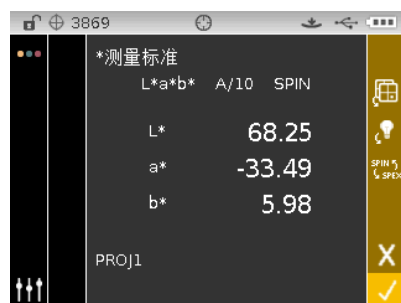 3869
*测量标准
L*a*b* A/10 SPIN
L* 68.25
a* -33.49
SPIN
SPEX
b* 5.98
PROJ1